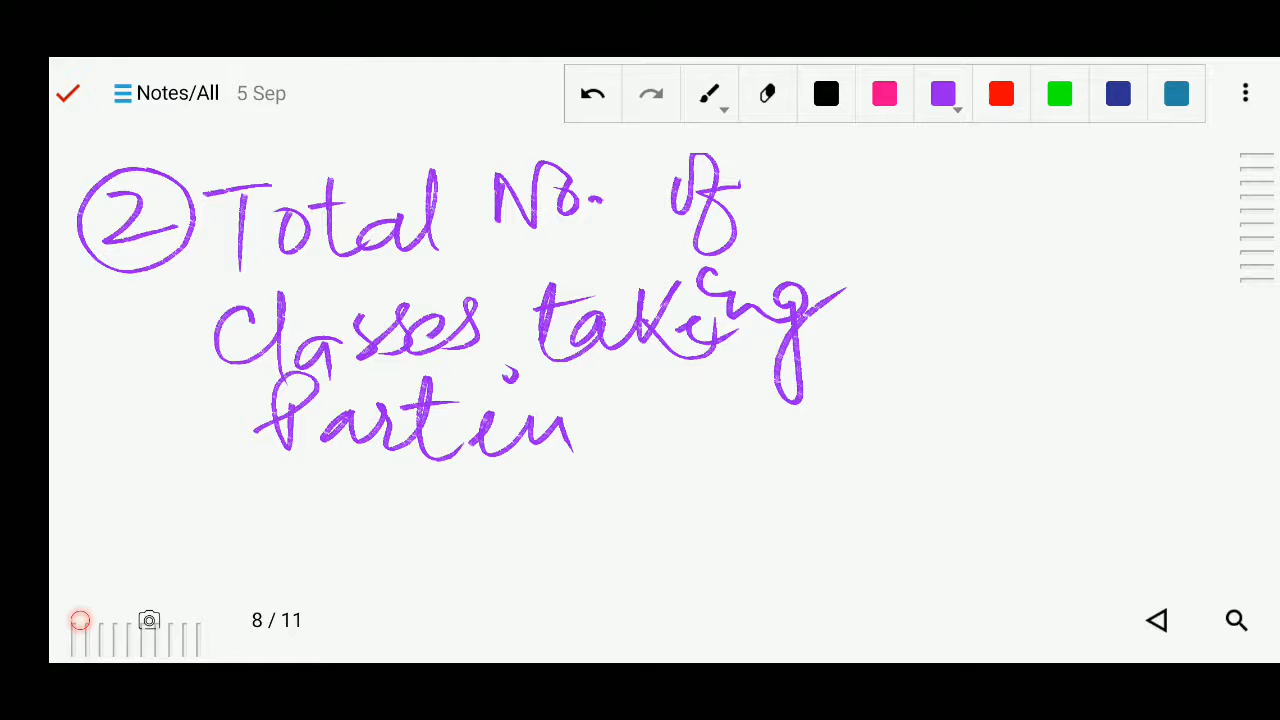 Notes/All 5 Sep
2 Total No. of
Classes taking
Part in
8 / 11